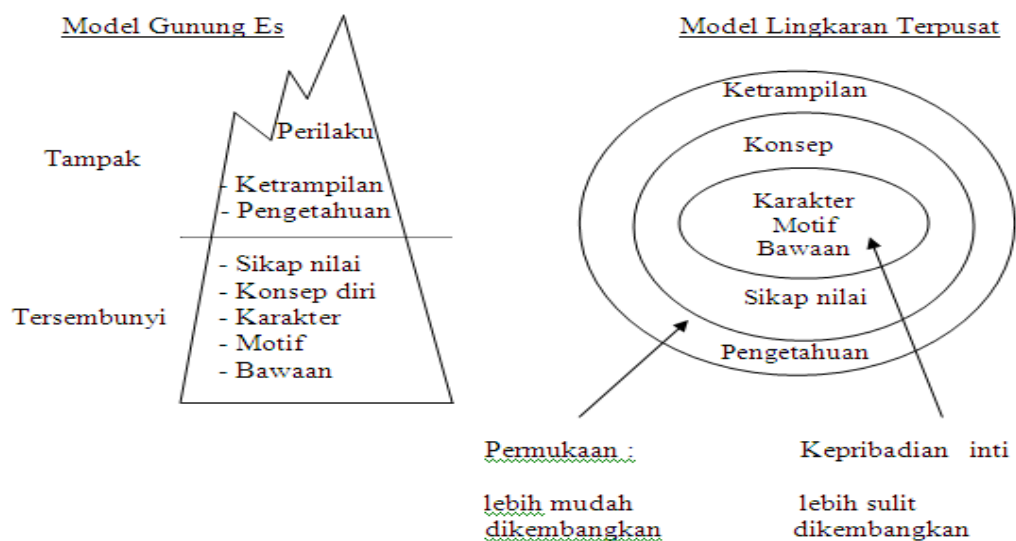 Model Gunung Es
Tampak
Perilaku
- Ketrampilan
- Pengetahuan
Tersembunyi
- Sikap nilai
- Konsep diri
- Karakter
- Motif
- Bawaan
Model Lingkaran Terpusat
Ketrampilan
Konsep
Karakter
Motif
Bawaan
Sikap nilai
Pengetahuan
Permukaan :
lebih mudah
dikembangkan
Kepribadian inti
lebih sulit
dikembangkan